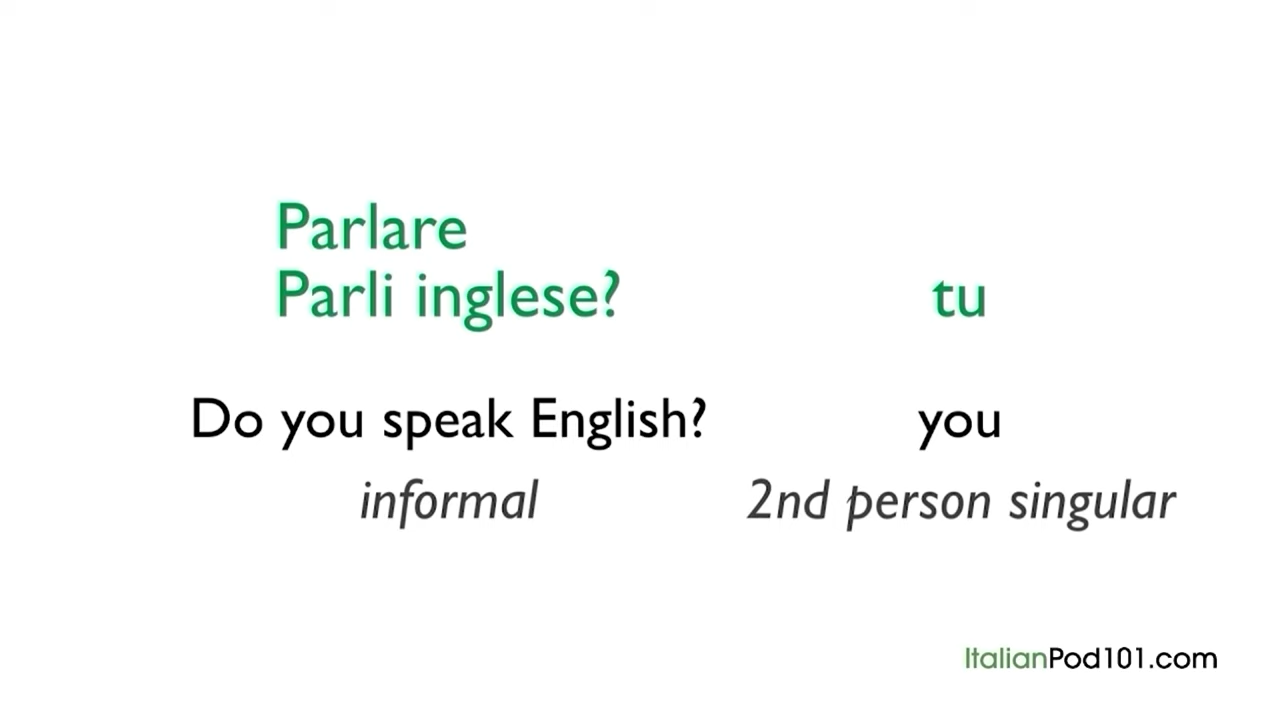 Parlare
Parli inglese? tu
Do you speak English? you
informal 2nd person singular
ItalianPod101.com